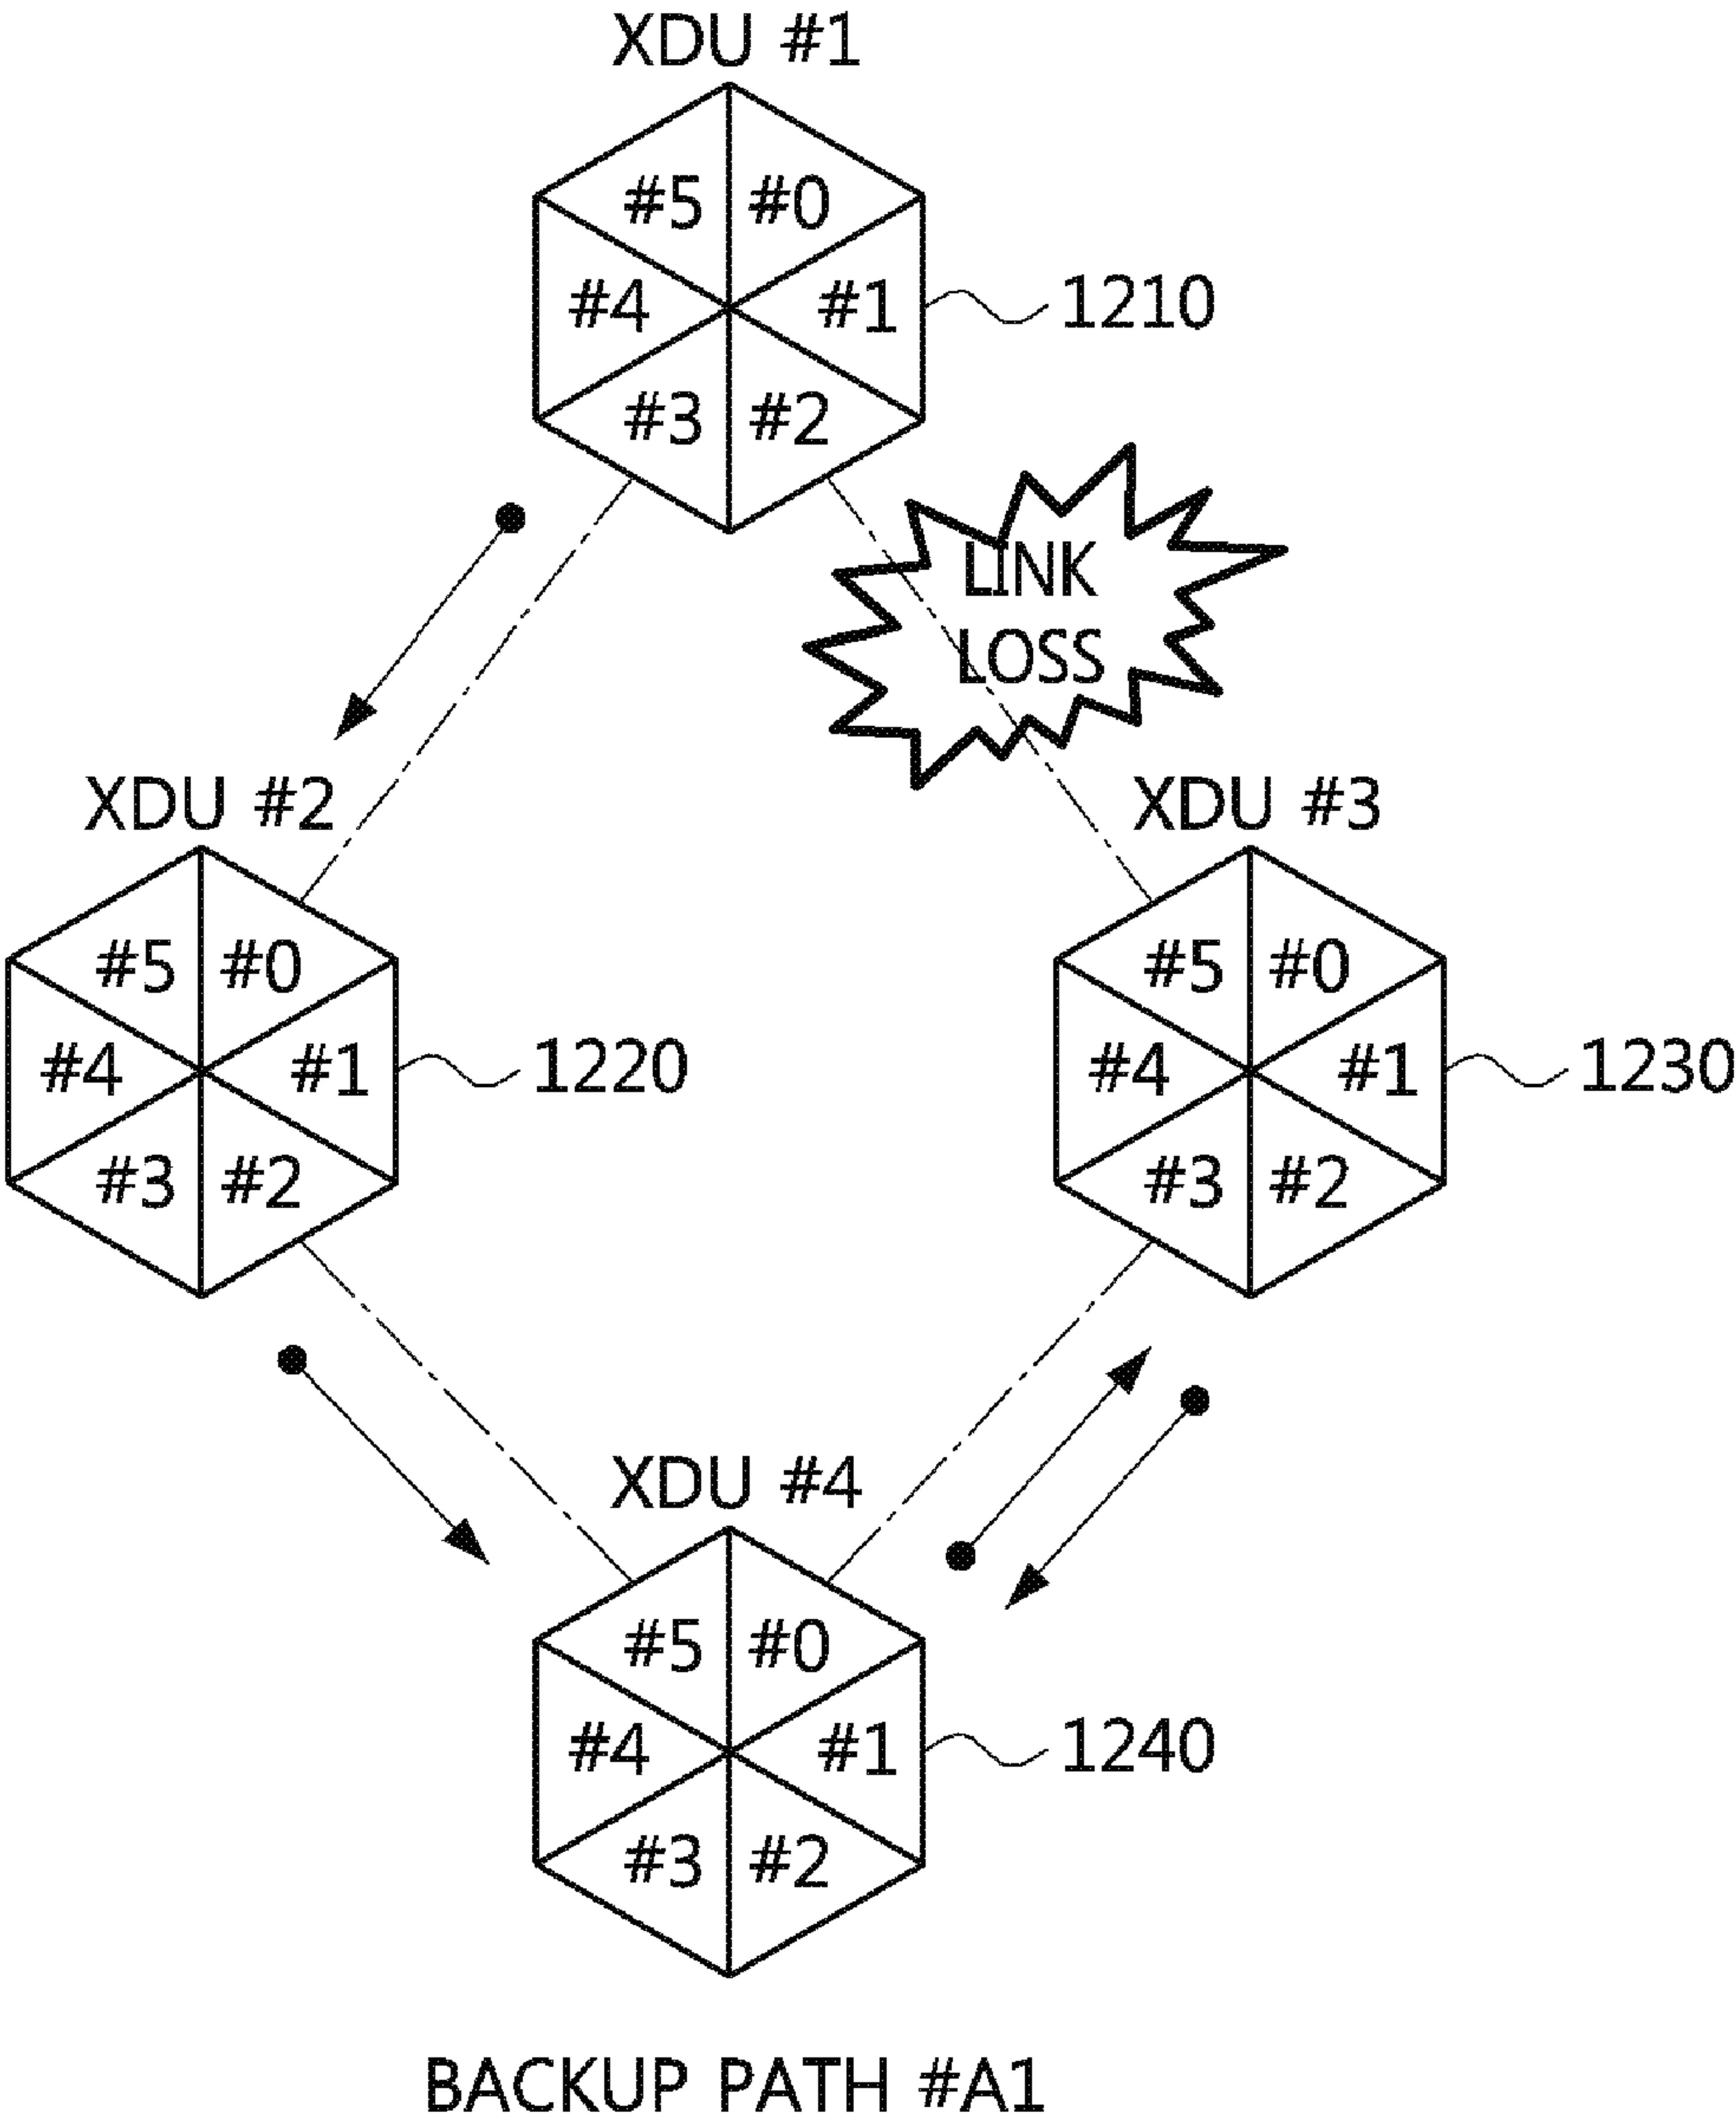 XDU #1
#5 #0
#4 #1 1210
#3 #2
LINK
LOSS
XDU #2 XDU #3
#5 #0 #5 #0
#4 #1 1220 #4 #1 1230
#3 #2 #3 #2
XDU #4
#5 #0
#4 #1 1240
#3 #2
BACKUP PATH #A1